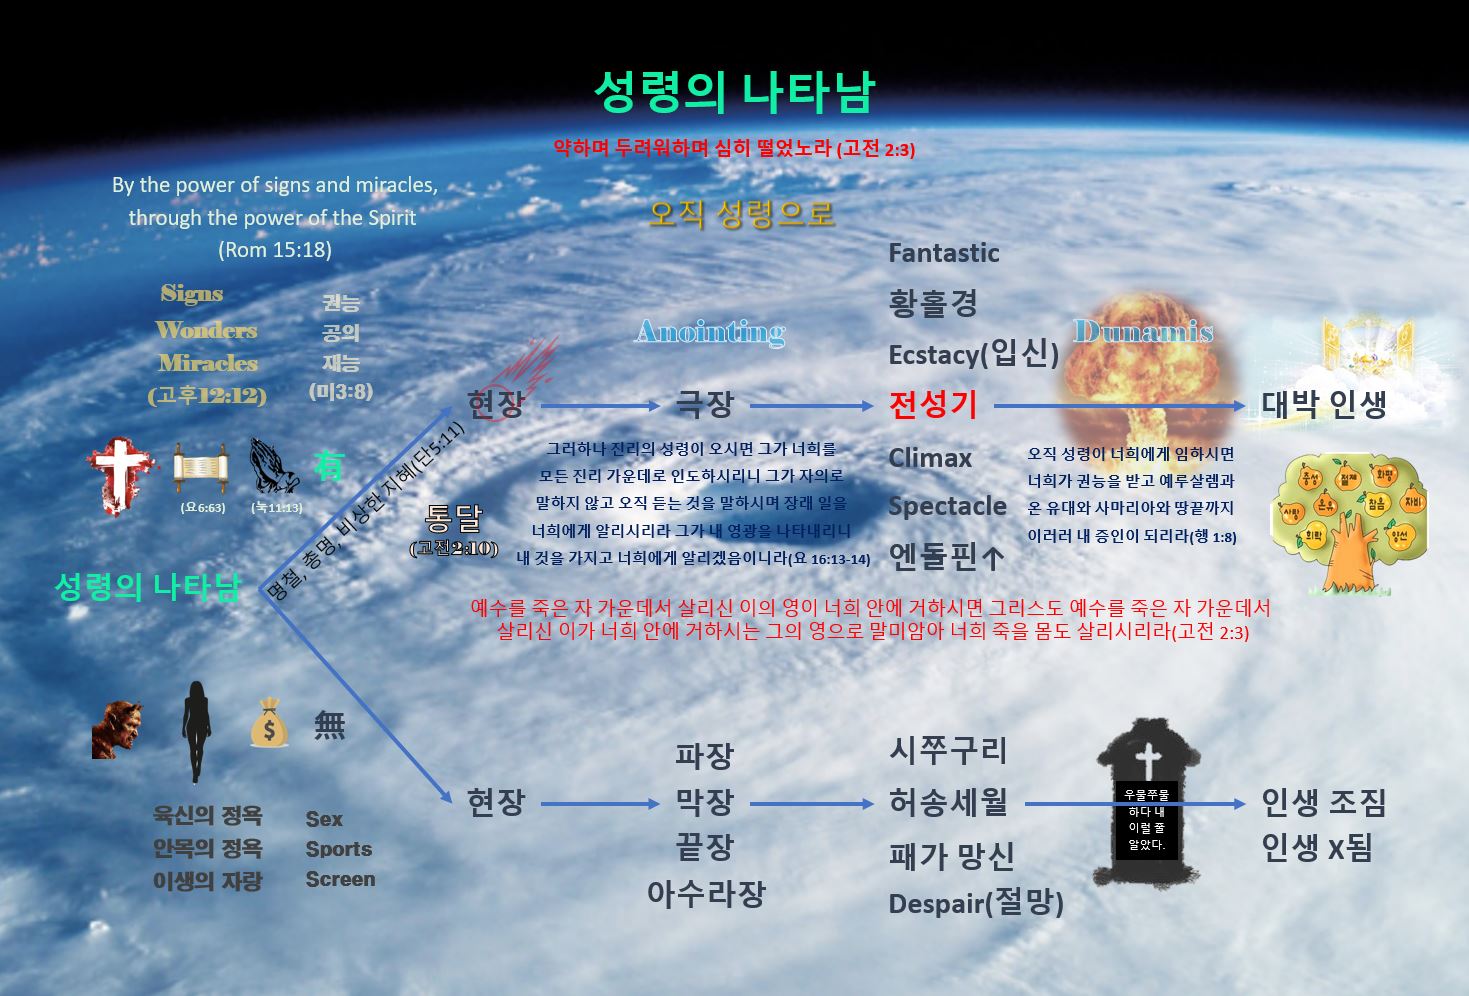 성령의 나타남
약하며 두려워하며 심히 떨었노라 (고전 2:3)
By the power of signs and miracles,
through the power of the Spirit
(Rom 15:18)
오직 성령으로
Signs
Wonders
Miracles
(고후12:12)
권능
공의
재능
(미3:8)
(요6:63)
(눅11:13)
有
성령의 나타남
명철, 총명, 비상한 지혜(단5:11)
현장
통달
(고전2:10)
Anointing
극장
그러하나 진리의 성령이 오시면 그가 너희를
모든 진리 가운데로 인도하시리니 그가 자의로
말하지 않고 오직 듣는 것을 말하시며 장래 일을
너희에게 알리시리라 그가 내 영광을 나타내리니
내 것을 가지고 너희에게 알리겠음이니라(요 16:13-14)
Fantastic
황홀경
Ecstacy(입신)
전성기
Climax
Spectacle
엔돌핀↑
Dunamis
오직 성령이 너희에게 임하시면
너희가 권능을 받고 예루살렘과
온 유대와 사마리아와 땅끝까지
이러러 내 증인이 되리라(행 1:8)
대박 인생
충성
절제
화평
사랑
온유
참음
자비
희락
양선
예수를 죽은 자 가운데서 살리신 이의 영이 너희 안에 거하시면 그리스도 예수를 죽은 자 가운데서
살리신 이가 너희 안에 거하시는 그의 영으로 말미암아 너희 죽을 몸도 살리시리라(고전 2:3)
$
無
육신의 정욕
안목의 정욕
이생의 자랑
Sex
Sports
Screen
현장
파장
막장
끝장
아수라장
시쭈구리
허송세월
패가 망신
Despair(절망)
우물쭈물
하다 내
이럴 줄
알았다.
인생 조짐
인생 X됨